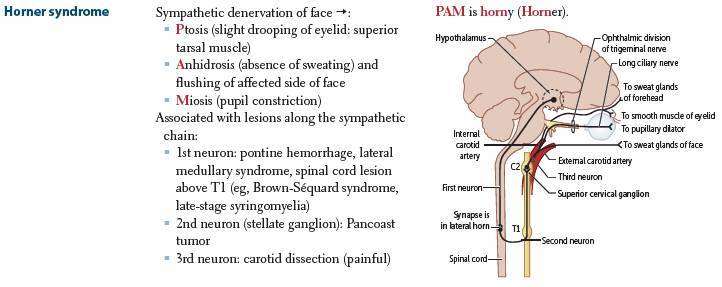 Horner syndrome
Sympathetic denervation of face →:
▪ Ptosis (slight drooping of eyelid: superior
tarsal muscle)
▪ Anhidrosis (absence of sweating) and
flushing of affected side of face
▪ Miosis (pupil constriction)
Associated with lesions along the sympathetic
chain:
▪ 1st neuron: pontine hemorrhage, lateral
medullary syndrome, spinal cord lesion
above T1 (eg, Brown-Séquard syndrome,
late-stage syringomyelia)
▪ 2nd neuron (stellate ganglion): Pancoast
tumor
▪ 3rd neuron: carotid dissection (painful)
PAM is horny (Horner).
Hypothalamus
Ophthalmic division
of trigeminal nerve
Long ciliary nerve
To sweat glands
of forehead
To smooth muscle of eyelid
To pupillary dilator
To sweat glands of face
Internal
carotid
artery
External carotid artery
C2
Third neuron
First neuron
Superior cervical ganglion
Synapse is
in lateral horn
T1
Second neuron
Spinal cord